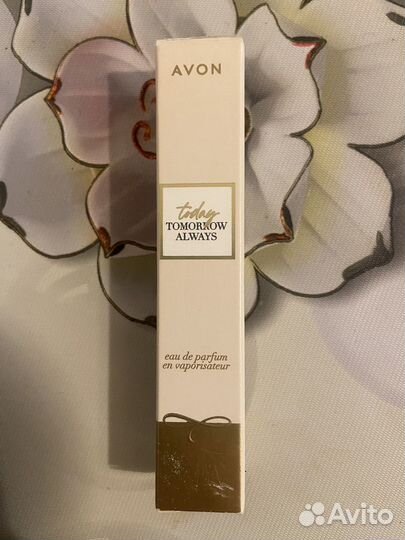 AVON
today
TOMORROW
ALWAYS
eau de parfum
en vaporisateur
Avito